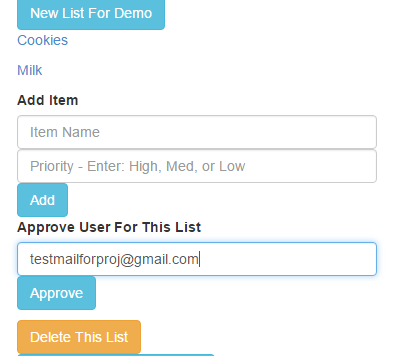 New List For Demo
Cookies
Milk
Add Item
Item Name
Priority - Enter: High, Med, or Low
Add
Approve User For This List
testmailforproj@gmail.com
Approve
Delete This List